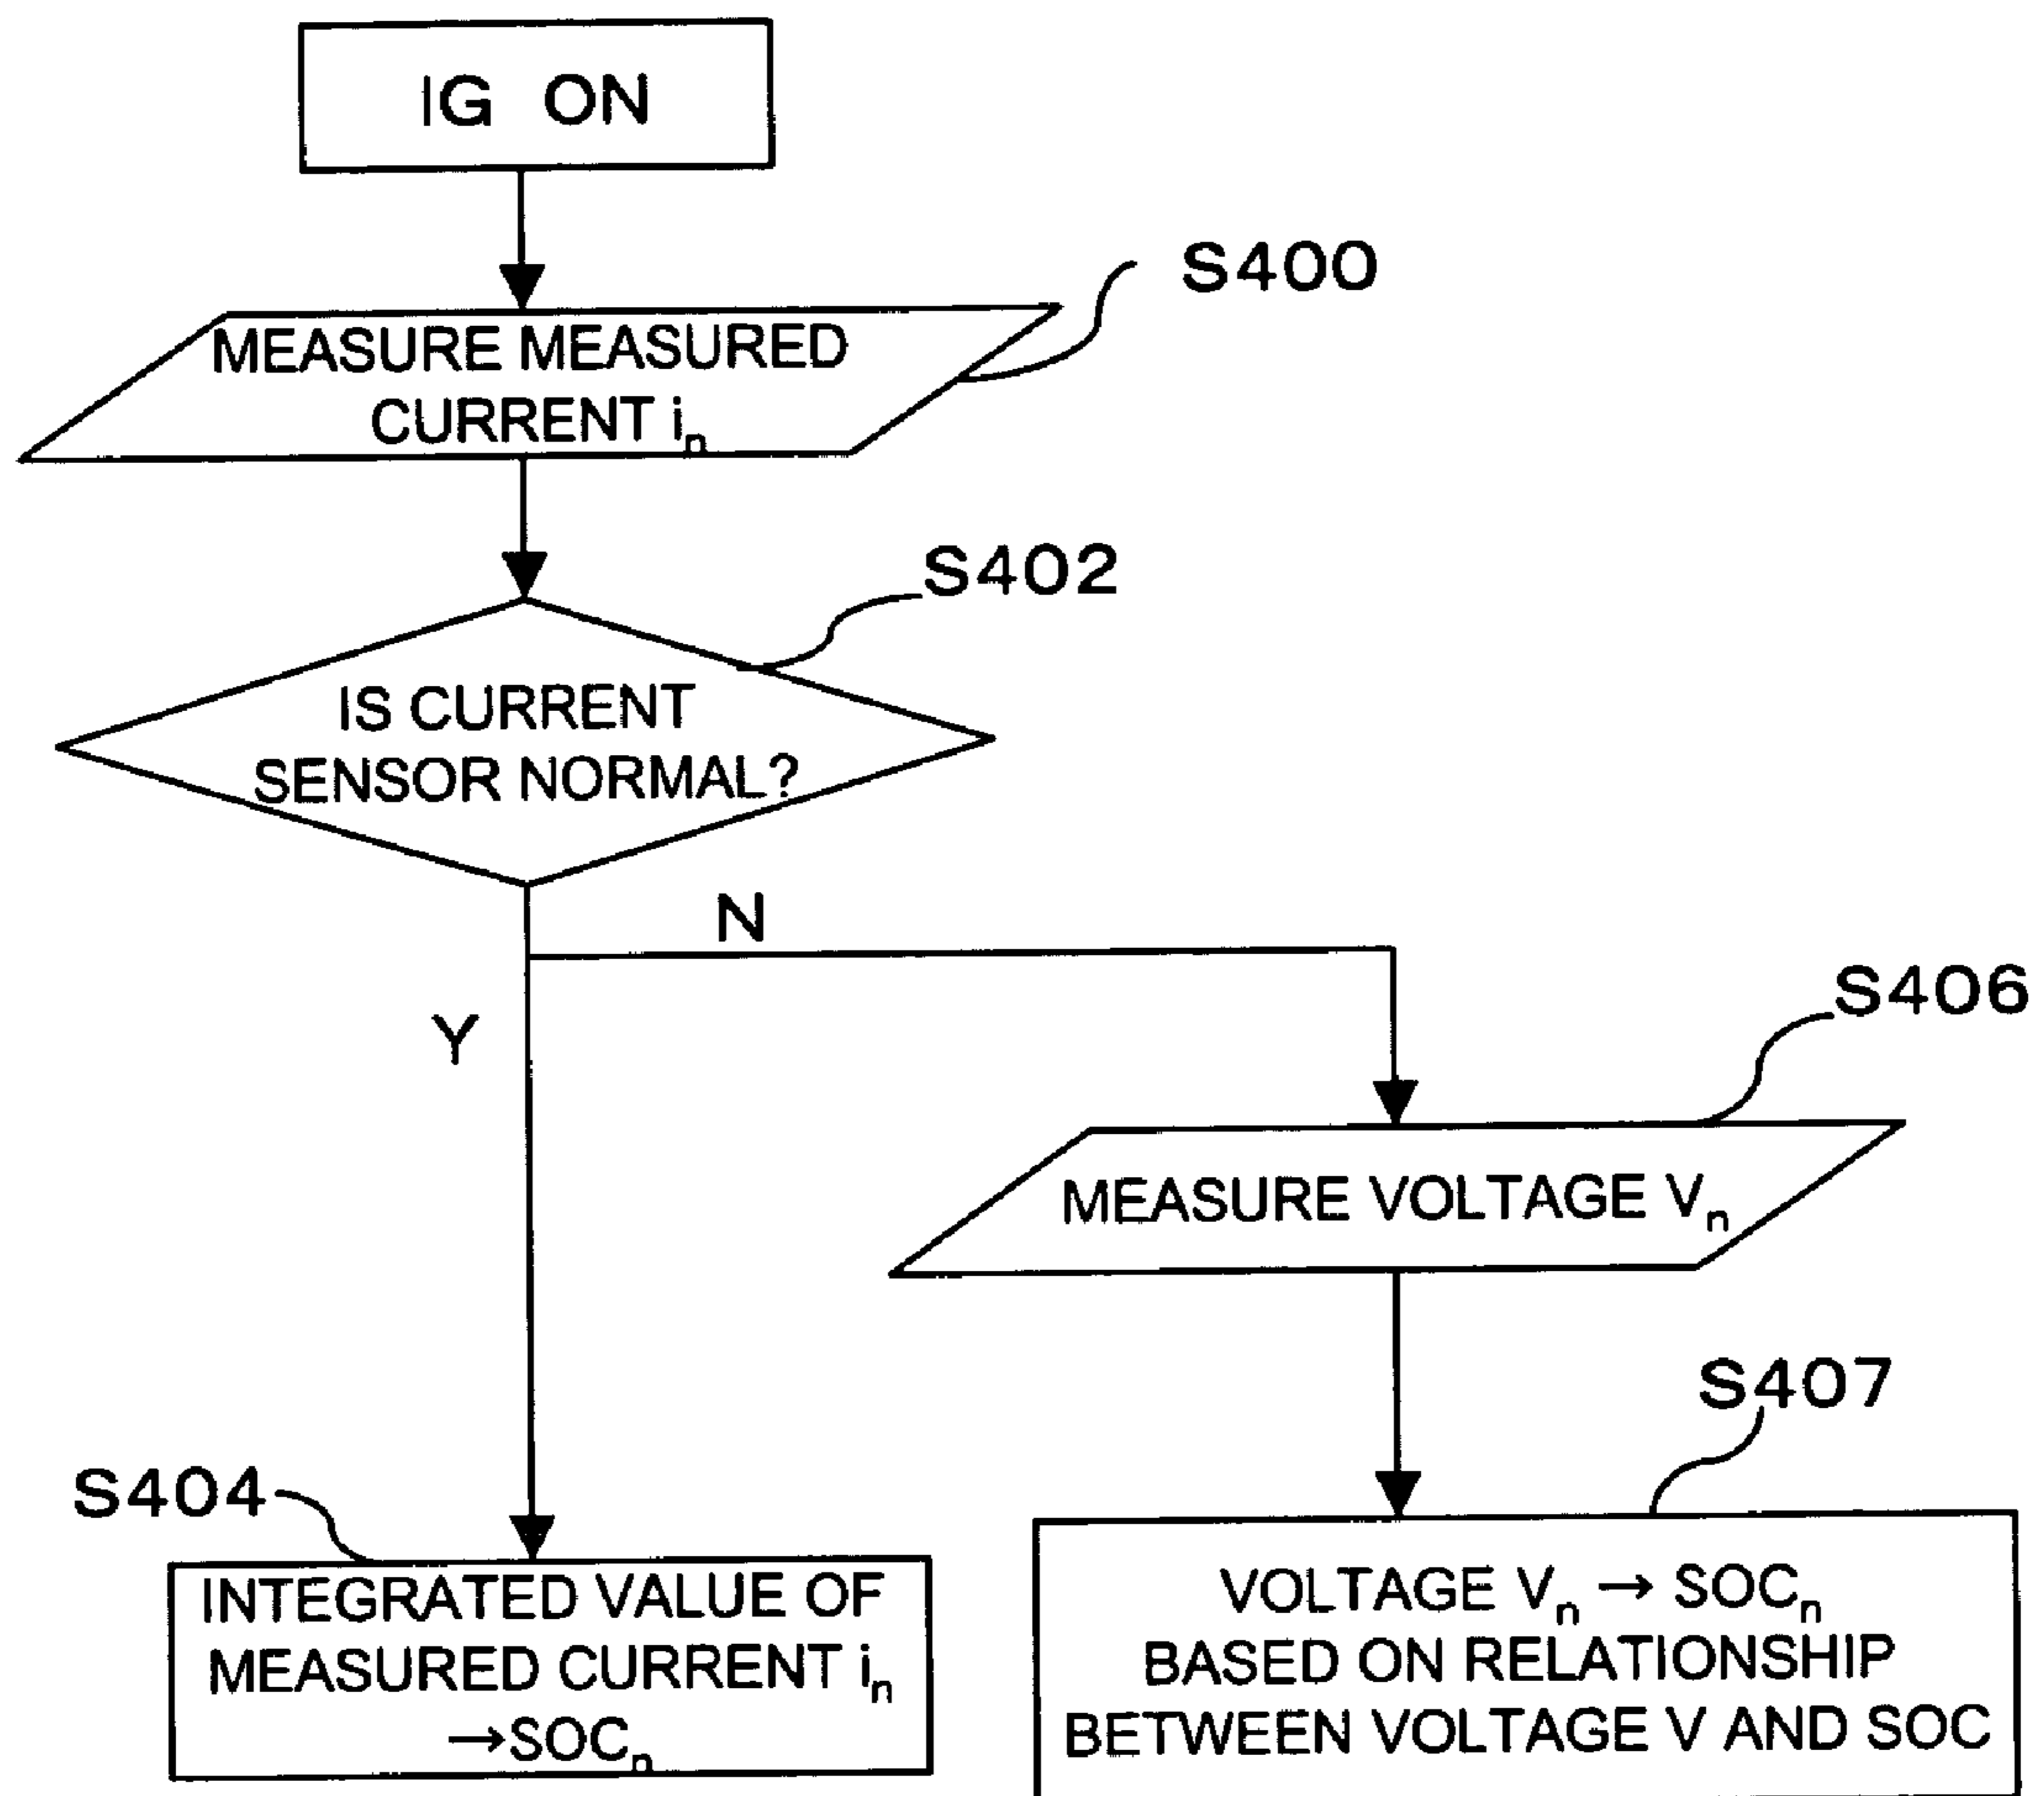 IG ON
S400
MEASURE MEASURED
CURRENT iₙ
S402
IS CURRENT
SENSOR NORMAL?
N
Y
S406
MEASURE VOLTAGE Vₙ
S407
S404
INTEGRATED VALUE OF
MEASURED CURRENT iₙ
→SOCₙ
VOLTAGE Vₙ → SOCₙ
BASED ON RELATIONSHIP
BETWEEN VOLTAGE V AND SOC